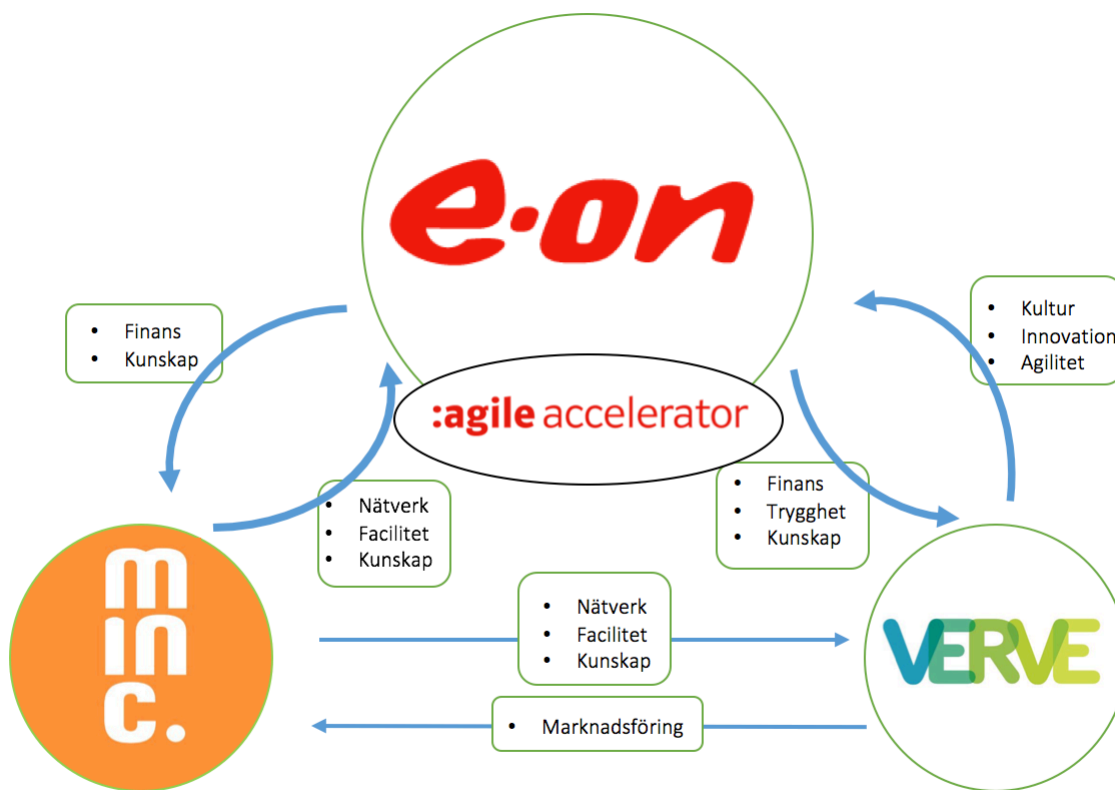 e·on
:agile accelerator
• Finans
• Kunskap
• Kultur
• Innovation
• Agilitet
• Nätverk
• Facilitet
• Kunskap
• Finans
• Trygghet
• Kunskap
minc.
• Nätverk
• Facilitet
• Kunskap
VERVE
• Marknadsföring